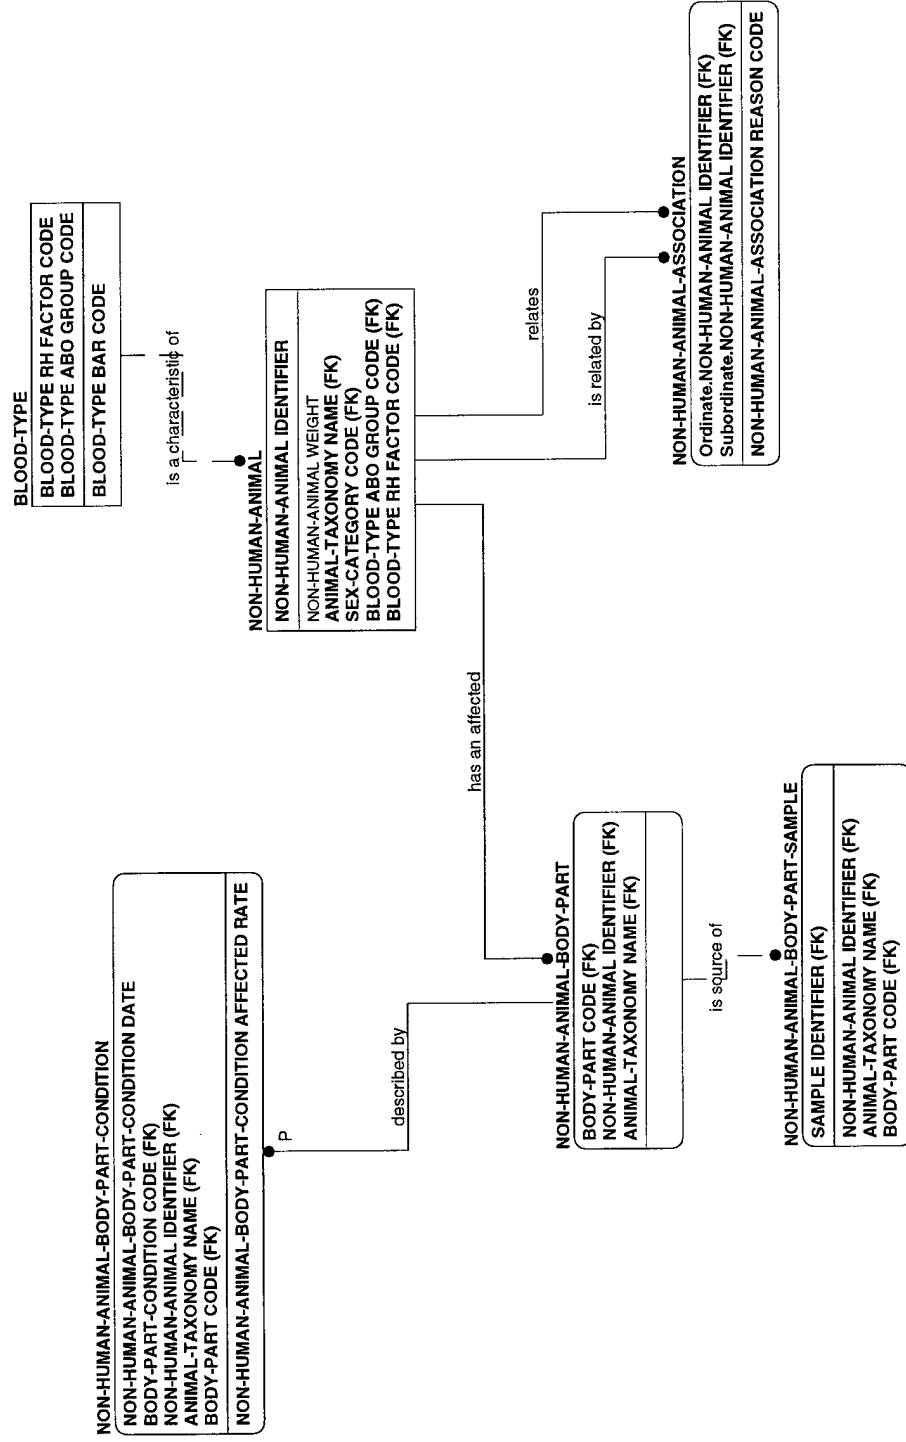 BLOOD-TYPE
BLOOD-TYPE RH FACTOR CODE
BLOOD-TYPE ABO GROUP CODE
BLOOD-TYPE BAR CODE
is a characteristic of
NON-HUMAN-ANIMAL
NON-HUMAN-ANIMAL IDENTIFIER
NON-HUMAN-ANIMAL WEIGHT
ANIMAL-TAXONOMY NAME (FK)
SEX-CATEGORY CODE (FK)
BLOOD-TYPE ABO GROUP CODE (FK)
BLOOD-TYPE RH FACTOR CODE (FK)
relates
is related by
NON-HUMAN-ANIMAL-ASSOCIATION
Ordinate.NON-HUMAN-ANIMAL IDENTIFIER (FK)
Subordinate.NON-HUMAN-ANIMAL IDENTIFIER (FK)
NON-HUMAN-ANIMAL-ASSOCIATION REASON CODE
has an affected
NON-HUMAN-ANIMAL-BODY-PART-CONDITION
NON-HUMAN-ANIMAL-BODY-PART-CONDITION DATE
BODY-PART-CONDITION CODE (FK)
NON-HUMAN-ANIMAL IDENTIFIER (FK)
ANIMAL-TAXONOMY NAME (FK)
BODY-PART CODE (FK)
NON-HUMAN-ANIMAL-BODY-PART-CONDITION AFFECTED RATE
P
described by
NON-HUMAN-ANIMAL-BODY-PART
BODY-PART CODE (FK)
NON-HUMAN-ANIMAL IDENTIFIER (FK)
ANIMAL-TAXONOMY NAME (FK)
is source of
NON-HUMAN-ANIMAL-BODY-PART-SAMPLE
SAMPLE IDENTIFIER (FK)
NON-HUMAN-ANIMAL IDENTIFIER (FK)
ANIMAL-TAXONOMY NAME (FK)
BODY-PART CODE (FK)